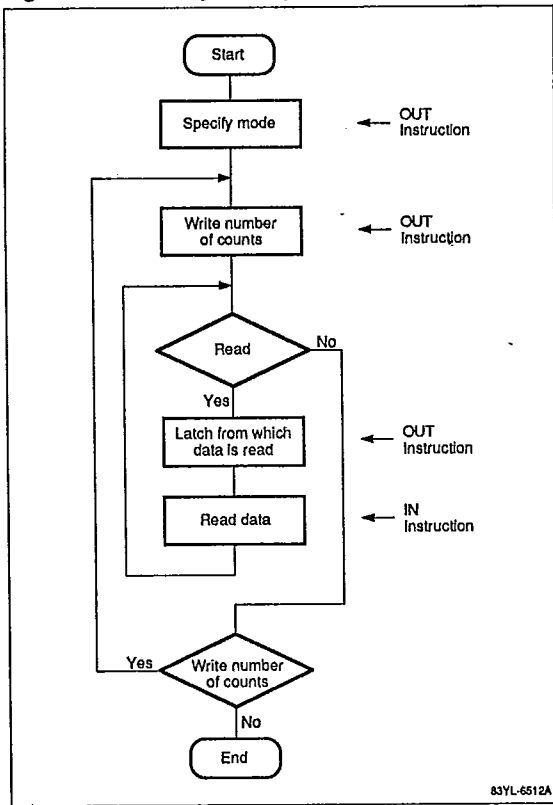 Start
Specify mode
OUT
Instruction
Write number
of counts
OUT
Instruction
Read
No
Yes
Latch from which
data is read
OUT
Instruction
Read data
IN
Instruction
Yes
Write number
of counts
No
End
83YL-6512A